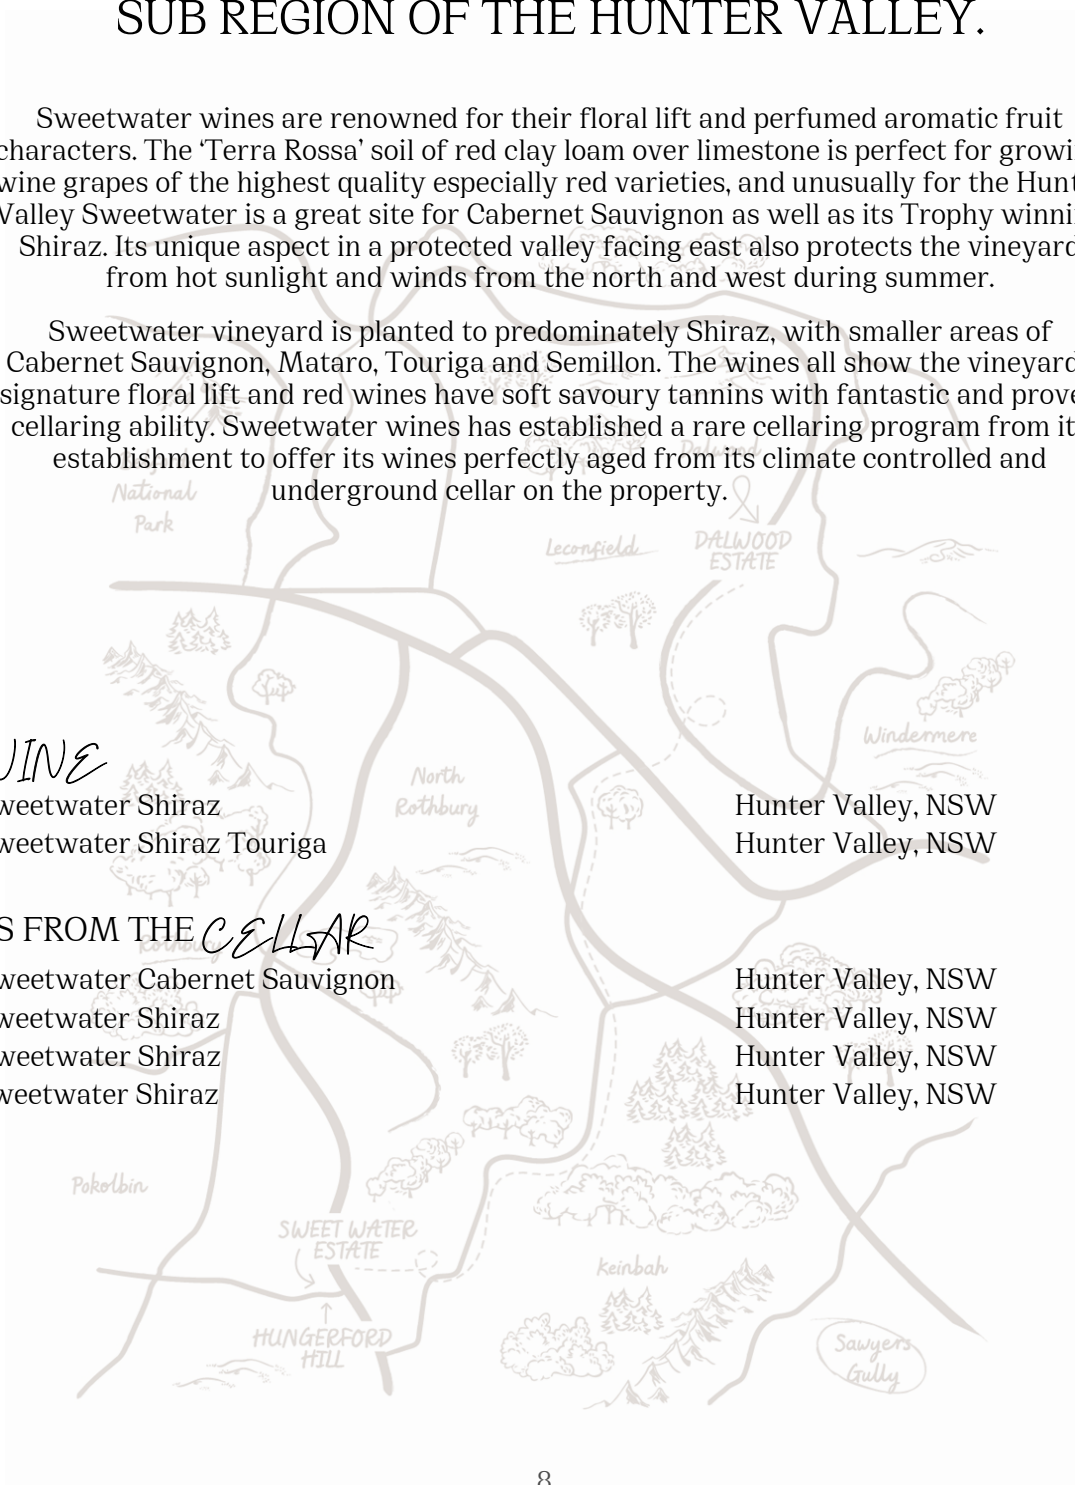 SUB REGION OF THE HUNTER VALLEY.
Sweetwater wines are renowned for their floral lift and perfumed aromatic fruit
characters. The ‘Terra Rossa’ soil of red clay loam over limestone is perfect for growi
wine grapes of the highest quality especially red varieties, and unusually for the Hunt
Valley Sweetwater is a great site for Cabernet Sauvignon as well as its Trophy winni
Shiraz. Its unique aspect in a protected valley facing east also protects the vineyard
from hot sunlight and winds from the north and west during summer.
Sweetwater vineyard is planted to predominately Shiraz, with smaller areas of
Cabernet Sauvignon, Mataro, Touriga and Semillon. The wines all show the vineyard
signature floral lift and red wines have soft savoury tannins with fantastic and prove
cellaring ability. Sweetwater wines has established a rare cellaring program from it
establishment to offer its wines perfectly aged from its climate controlled and
underground cellar on the property.
Dalwood
National
Park
Leconfield
DALWOOD
ESTATE
Windermere
North
Rothbury
WINE
weetwater Shiraz Hunter Valley, NSW
weetwater Shiraz Touriga Hunter Valley, NSW
S FROM THE CELLAR
Rothbury
weetwater Cabernet Sauvignon Hunter Valley, NSW
weetwater Shiraz Hunter Valley, NSW
weetwater Shiraz Hunter Valley, NSW
weetwater Shiraz Hunter Valley, NSW
Pokolbin
SWEET WATER
ESTATE
Keinbah
HUNGERFORD
HILL
Sawyers
Gully
8